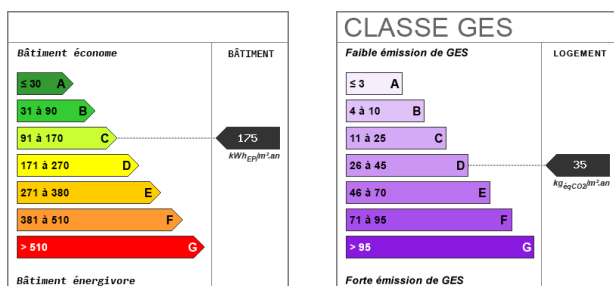 Bâtiment économe
BÂTIMENT
≤ 30 A
31 à 90 B
91 à 170 C
175
kWhEP/m².an
171 à 270 D
271 à 380 E
381 à 510 F
> 510 G
Bâtiment énergivore
CLASSE GES
Faible émission de GES
LOGEMENT
≤ 3 A
4 à 10 B
11 à 25 C
26 à 45 D
35
kgéqCO2/m².an
46 à 70 E
71 à 95 F
> 95 G
Forte émission de GES